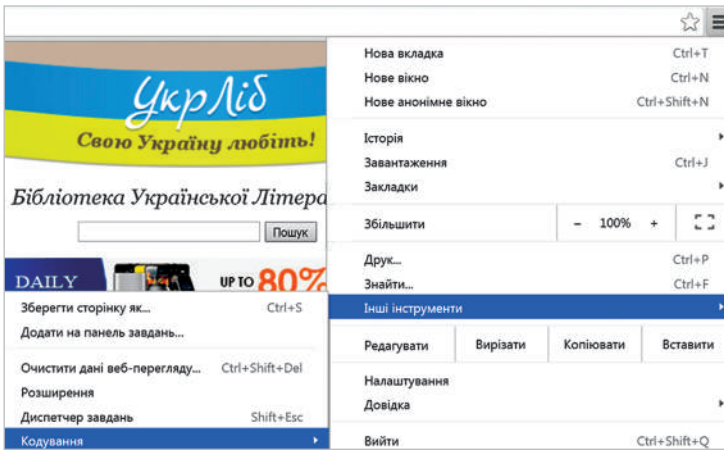 УкрЛіб
Свою Україну любіть!
Бібліотека Української Літера
Пошук
DAILY
UP TO 80%
Зберегти сторінку як... Ctrl+S
Додати на панель завдань...
Очистити дані веб-перегляду... Ctrl+Shift+Del
Розширення
Диспетчер завдань Shift+Esc
Кодування
Нова вкладка Ctrl+T
Нове вікно Ctrl+N
Нове анонімне вікно Ctrl+Shift+N
Історія
Завантаження Ctrl+J
Закладки
Збільшити − 100% +
Друк... Ctrl+P
Знайти... Ctrl+F
Інші інструменти
Редагувати Вирізати Копіювати Вставити
Налаштування
Довідка
Вийти Ctrl+Shift+Q